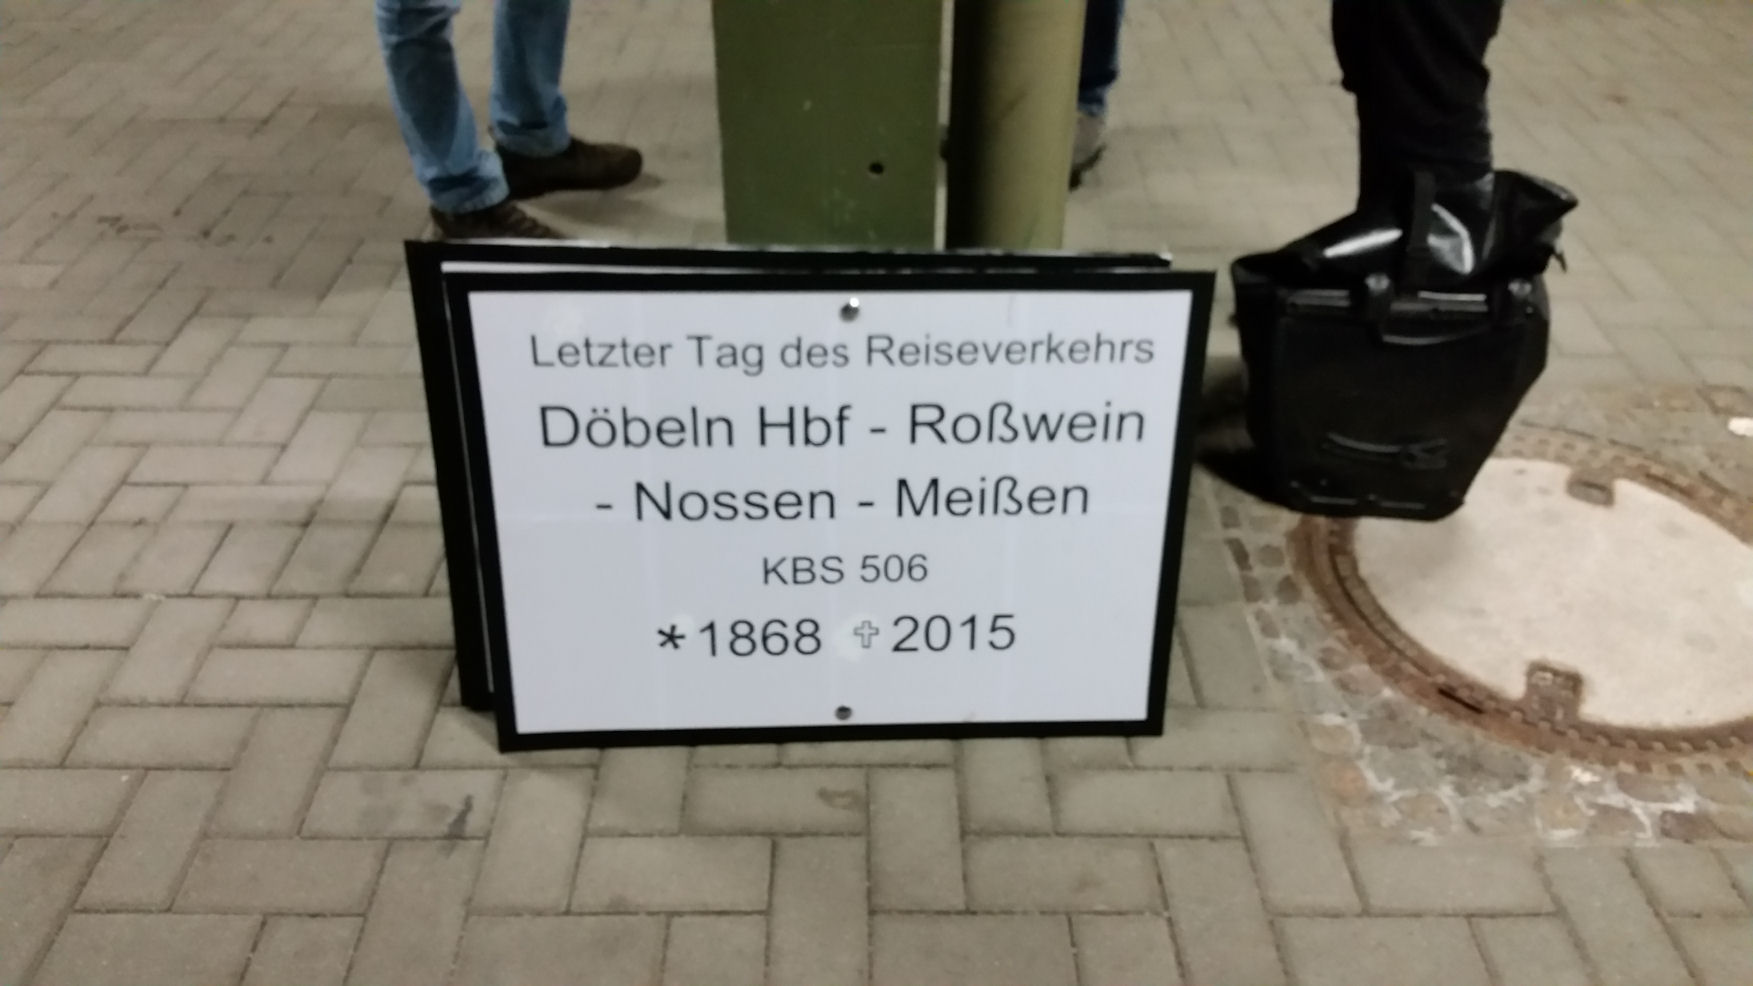 Letzter Tag des Reiseverkehrs
Döbeln Hbf - Roßwein
- Nossen - Meißen
KBS 506
*1868 ✝2015